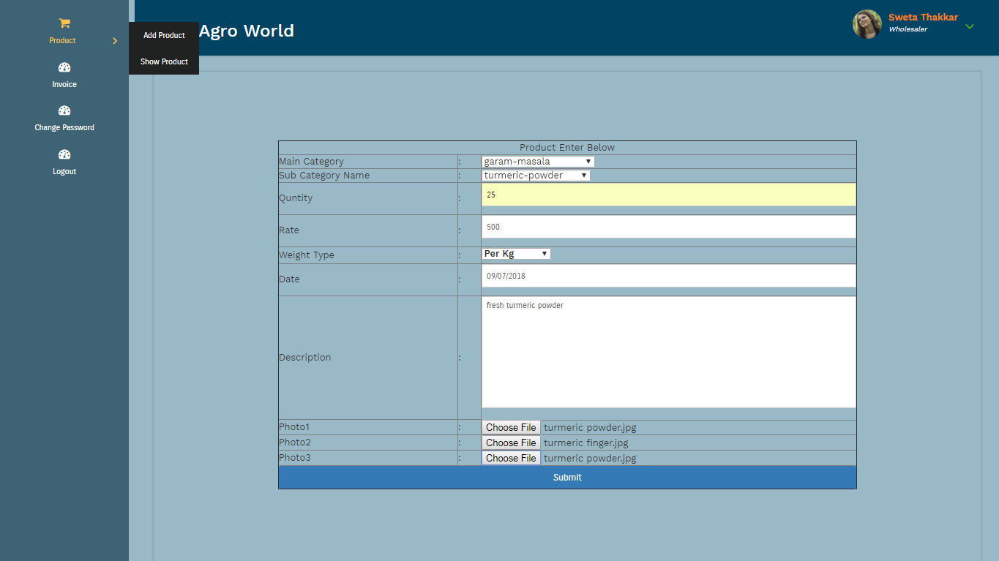 Product
Add Product
Show Product
Invoice
Change Password
Logout
Agro World
Sweta Thakkar
Wholesaler
Product Enter Below
Main Category : garam-masala
Sub Category Name : turmeric-powder
Quntity : 25
Rate : 500
Weight Type : Per Kg
Date : 09/07/2018
Description : fresh turmeric powder
Photo1 : Choose File turmeric powder.jpg
Photo2 : Choose File turmeric finger.jpg
Photo3 : Choose File turmeric powder.jpg
Submit